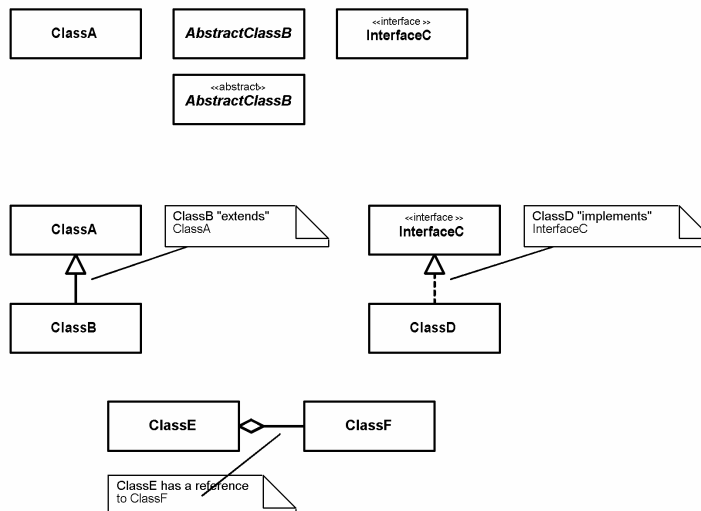 ClassA
AbstractClassB
<<interface >>
InterfaceC
<<abstract>>
AbstractClassB
ClassA
ClassB "extends"
ClassA
<<interface >>
InterfaceC
ClassD "implements"
InterfaceC
ClassB
ClassD
ClassE
ClassF
ClassE has a reference
to ClassF